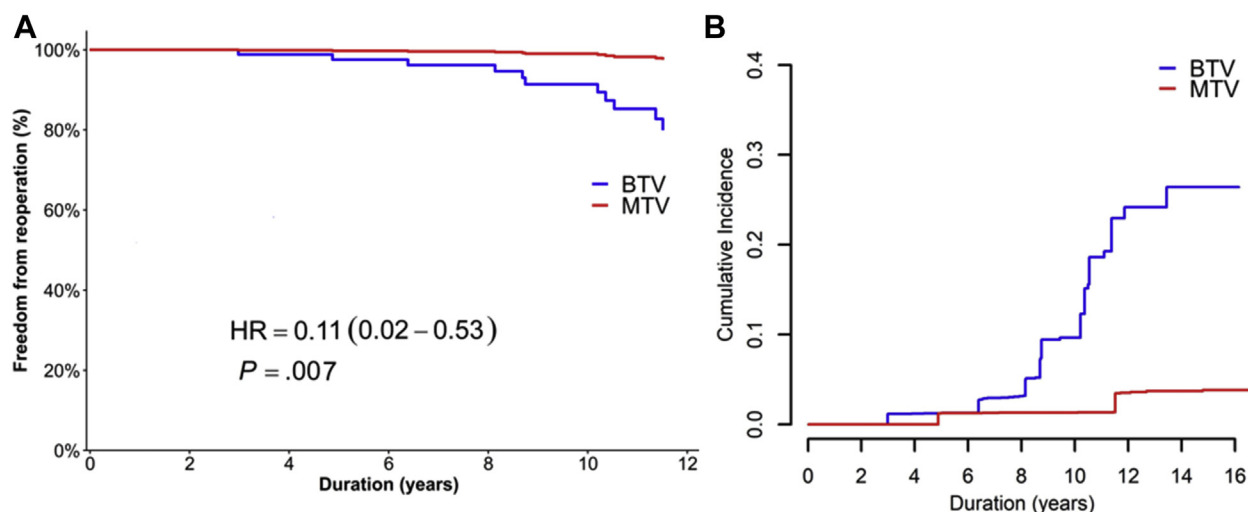 A
Freedom from reoperation (%)
100%
80%
60%
40%
20%
0%
BTV
MTV
HR = 0.11 (0.02 – 0.53)
P = .007
0 2 4 6 8 10 12
Duration (years)
B
Cumulative Incidence
0.4
0.3
0.2
0.1
0.0
BTV
MTV
0 2 4 6 8 10 12 14 16
Duration (years)